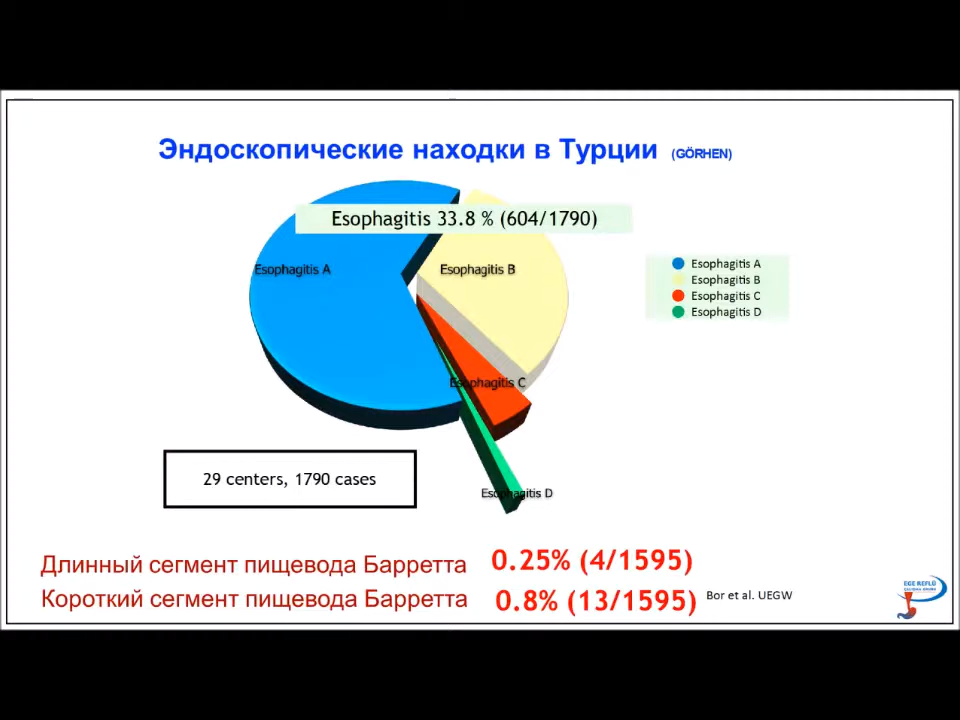 Эндоскопические находки в Турции (GÖRHEN)
Esophagitis 33.8 % (604/1790)
Esophagitis A
Esophagitis B
Esophagitis A
Esophagitis B
Esophagitis C
Esophagitis D
Esophagitis C
29 centers, 1790 cases
Esophagitis D
Длинный сегмент пищевода Барретта 0.25% (4/1595)
Короткий сегмент пищевода Барретта 0.8% (13/1595) Bor et al. UEGW
EGE REFLÜ